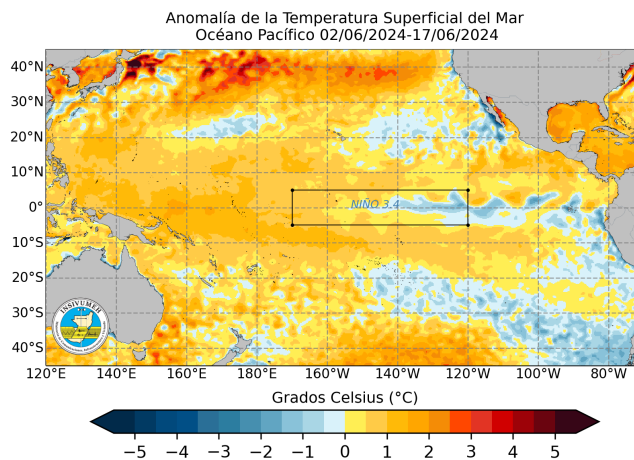 Anomalía de la Temperatura Superficial del Mar
Océano Pacífico 02/06/2024-17/06/2024
40°N
30°N
20°N
10°N
0°
10°S
20°S
30°S
40°S
NIÑO 3.4
INSIVUMEH
120°E 140°E 160°E 180° 160°W 140°W 120°W 100°W 80°W
Grados Celsius (°C)
−5 −4 −3 −2 −1 0 1 2 3 4 5